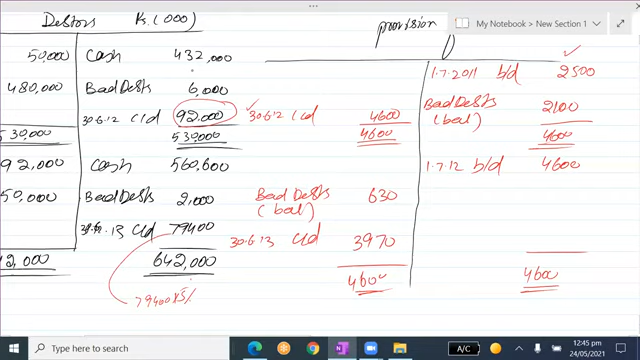 Debtors K(000)
provision
My Notebook > New Section 1
50,000 Cash 432,000
1.7.2011 b/d 2500
480,000 Bad Debts 6,000
Bad Debts 2100
(bal)
30.6.12 c/d 92,000 30.6.12 c/d 4600
530,000 530,000 4600 4600
92,000 Cash 560,600 1.7.12 b/d 4600
50,000 Bad Debts 2,000 Bad Debts 630
(bal)
30.6.13 c/d 79400 30.6.13 c/d 3970
2,000 642,000 4600 4600
79400x5%
Type here to search
A/C
12:45 pm
24/05/2021